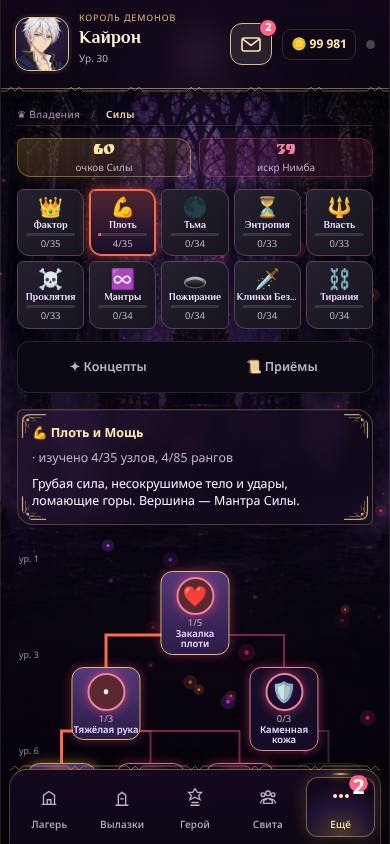 КОРОЛЬ ДЕМОНОВ
Кайрон
Ур. 30
2
99 981
Владения / Силы
60
очков Силы
39
искр Нимба
Фактор
0/35
Плоть
4/35
Тьма
0/34
Энтропия
0/33
Власть
0/33
Проклятия
0/33
Мантры
0/34
Пожирание
0/34
Клинки Без…
0/34
Тирания
0/34
Концепты
Приёмы
Плоть и Мощь
· изучено 4/35 узлов, 4/85 рангов
Грубая сила, несокрушимое тело и удары,
ломающие горы. Вершина — Мантра Силы.
ур. 1
1/5
Закалка
плоти
ур. 3
1/3
Тяжёлая рука
0/3
Каменная
кожа
ур. 6
2
Лагерь
Вылазки
Герой
Свита
Ещё